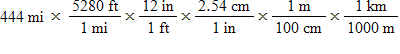 444 mi × 5280 ft / 1 mi × 12 in / 1 ft × 2.54 cm / 1 in × 1 m / 100 cm × 1 km / 1000 m